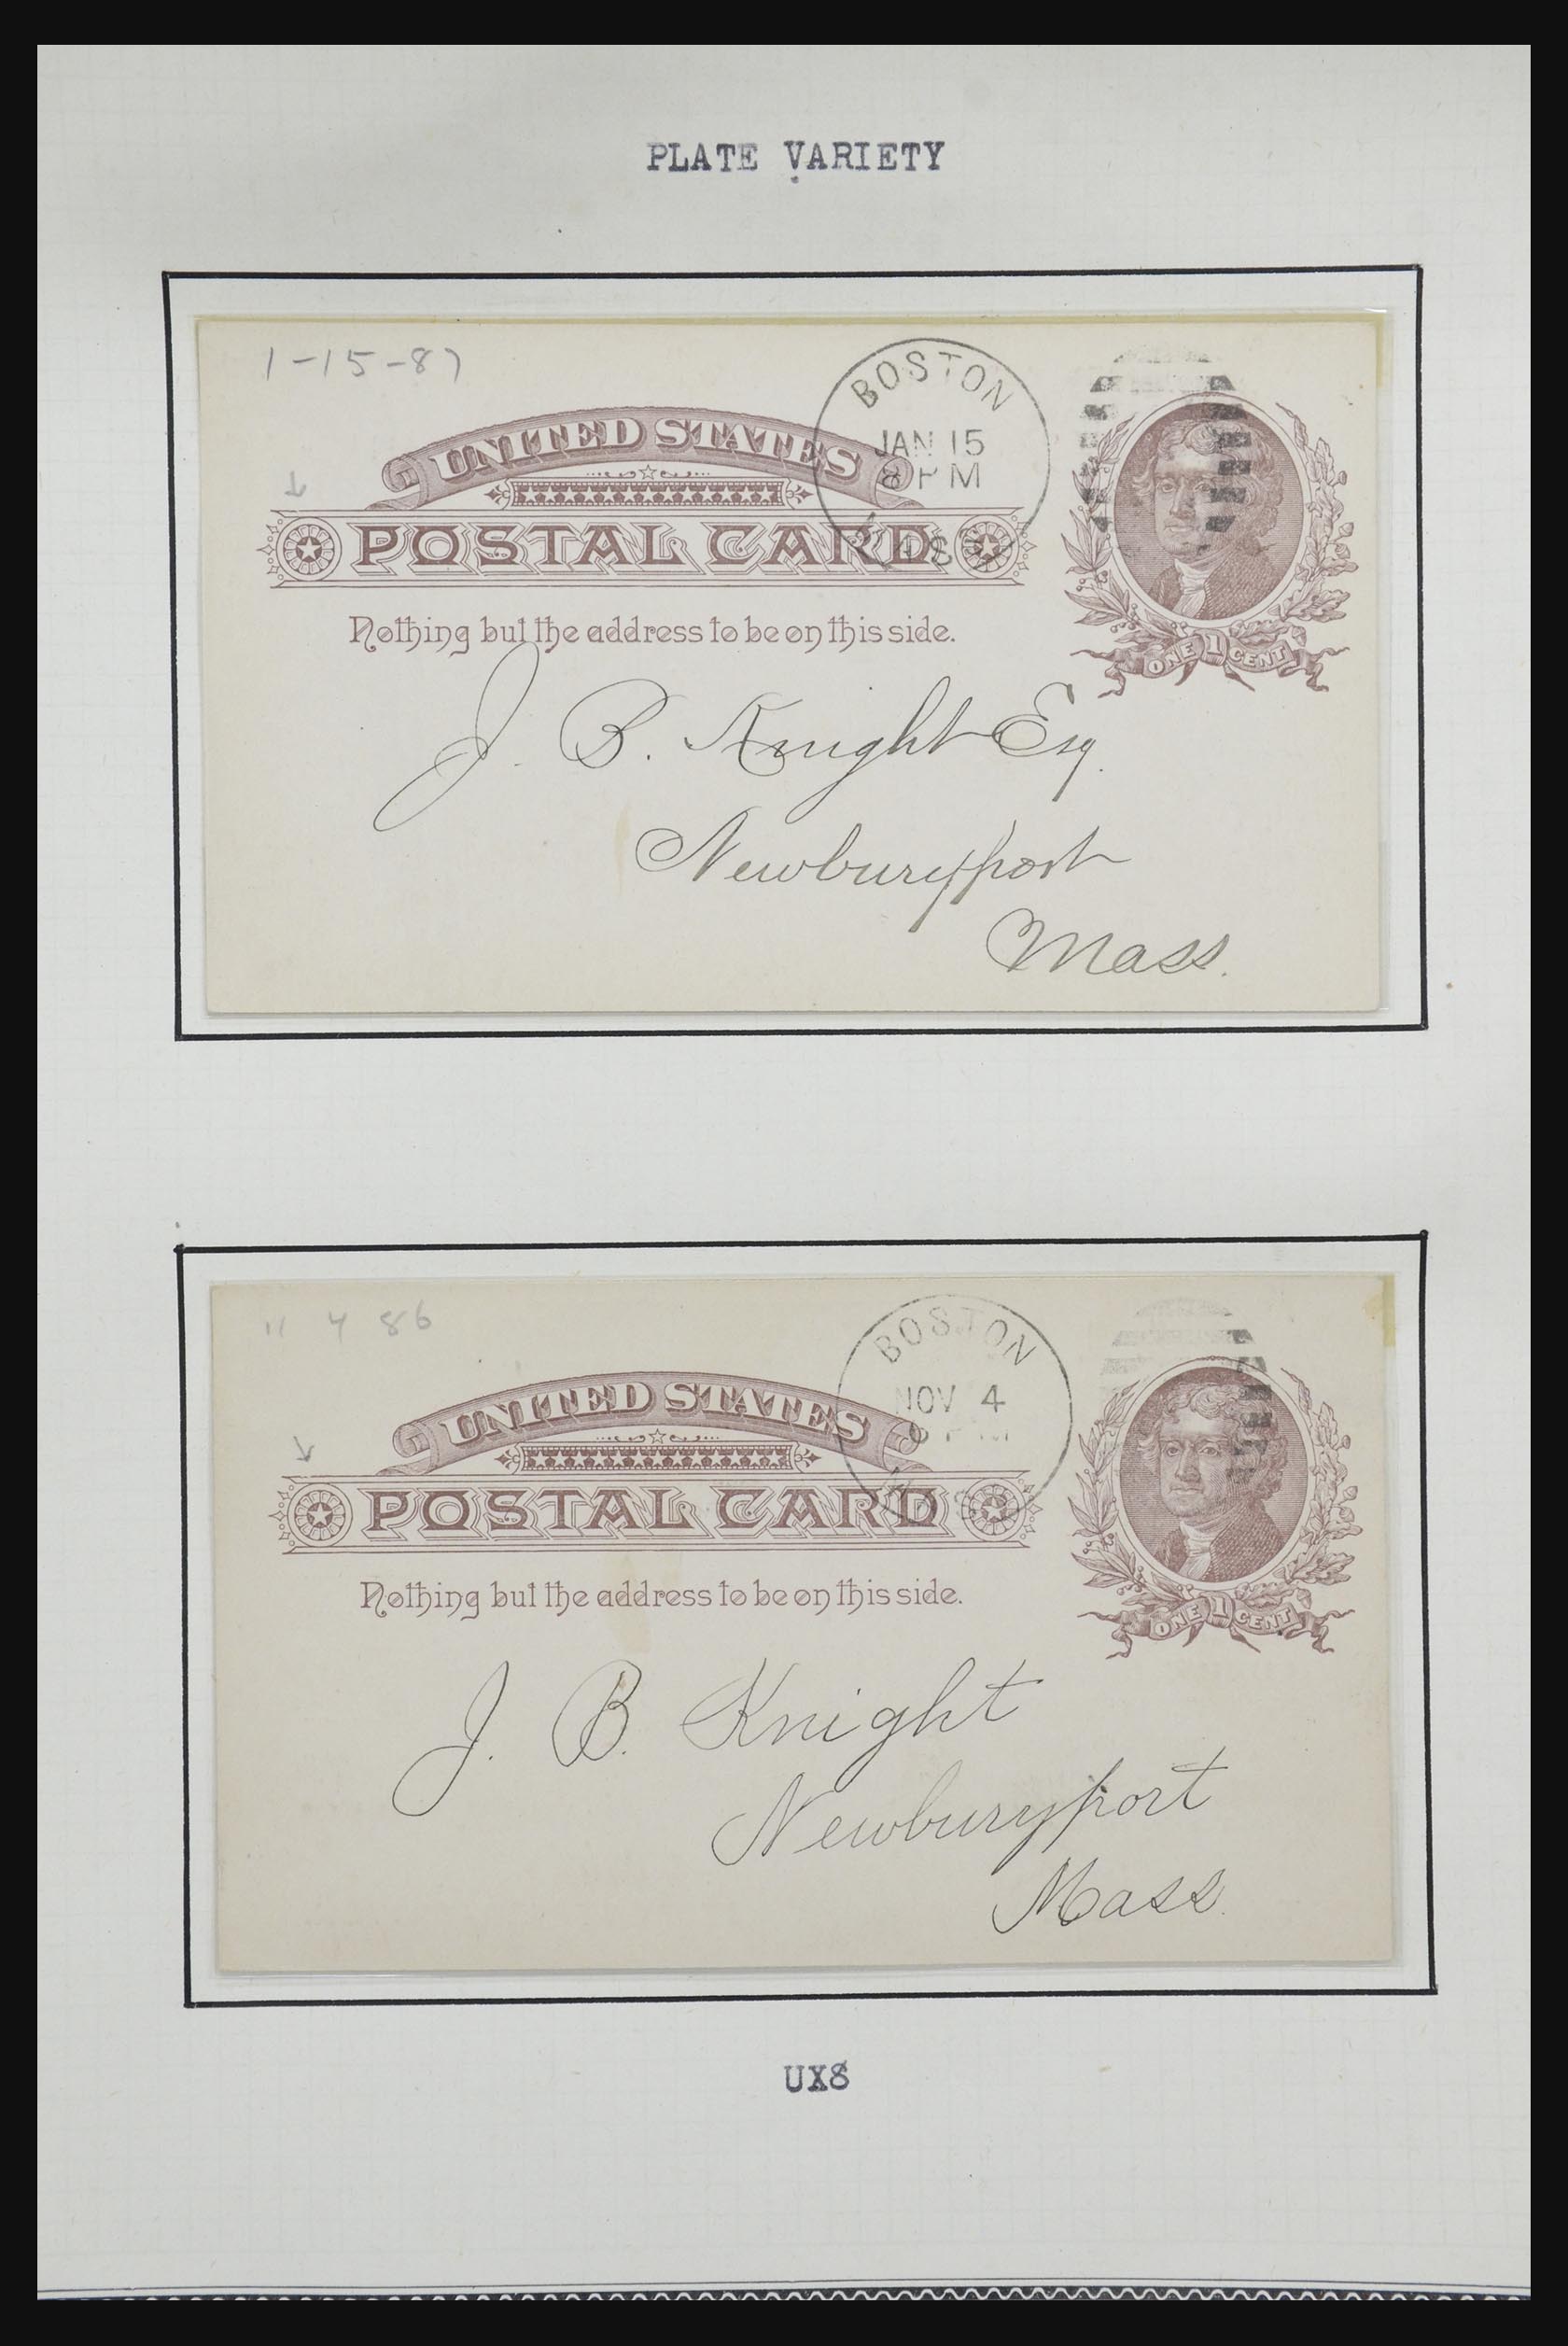 PLATE VARIETY
1-15-87
BOSTON
JAN 15
8 PM
MASS
UNITED STATES
POSTAL CARD
Nothing but the address to be on this side.
ONE 1 CENT
J. B. Knight Esq.
Newburyport
Mass.
11 4 86
BOSTON
NOV 4
PM
UNITED STATES
POSTAL CARD
Nothing but the address to be on this side.
ONE 1 CENT
J. B. Knight
Newburyport
Mass.
UX8